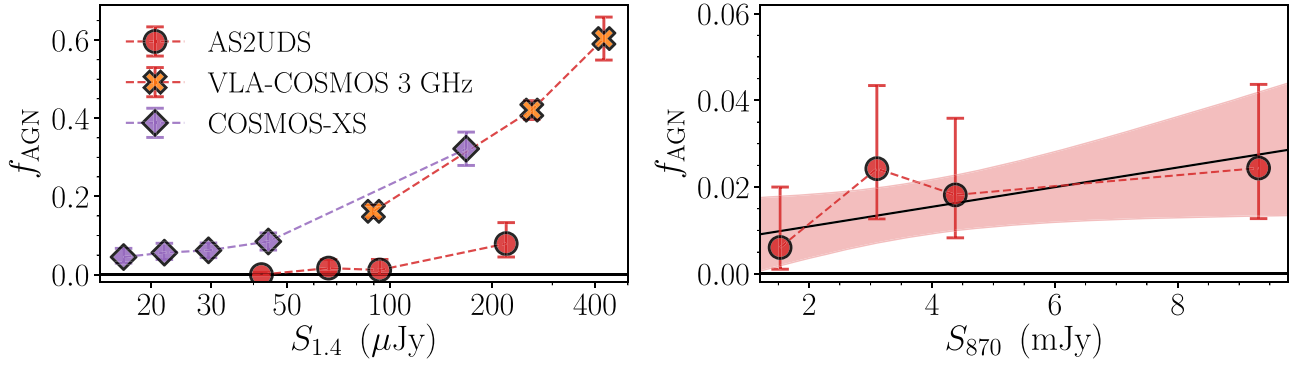 f_AGN
0.6
0.4
0.2
0.0
AS2UDS
VLA-COSMOS 3 GHz
COSMOS-XS
20 30 50 100 200 400
S_1.4 (μJy)
f_AGN
0.06
0.04
0.02
0.00
2 4 6 8
S_870 (mJy)